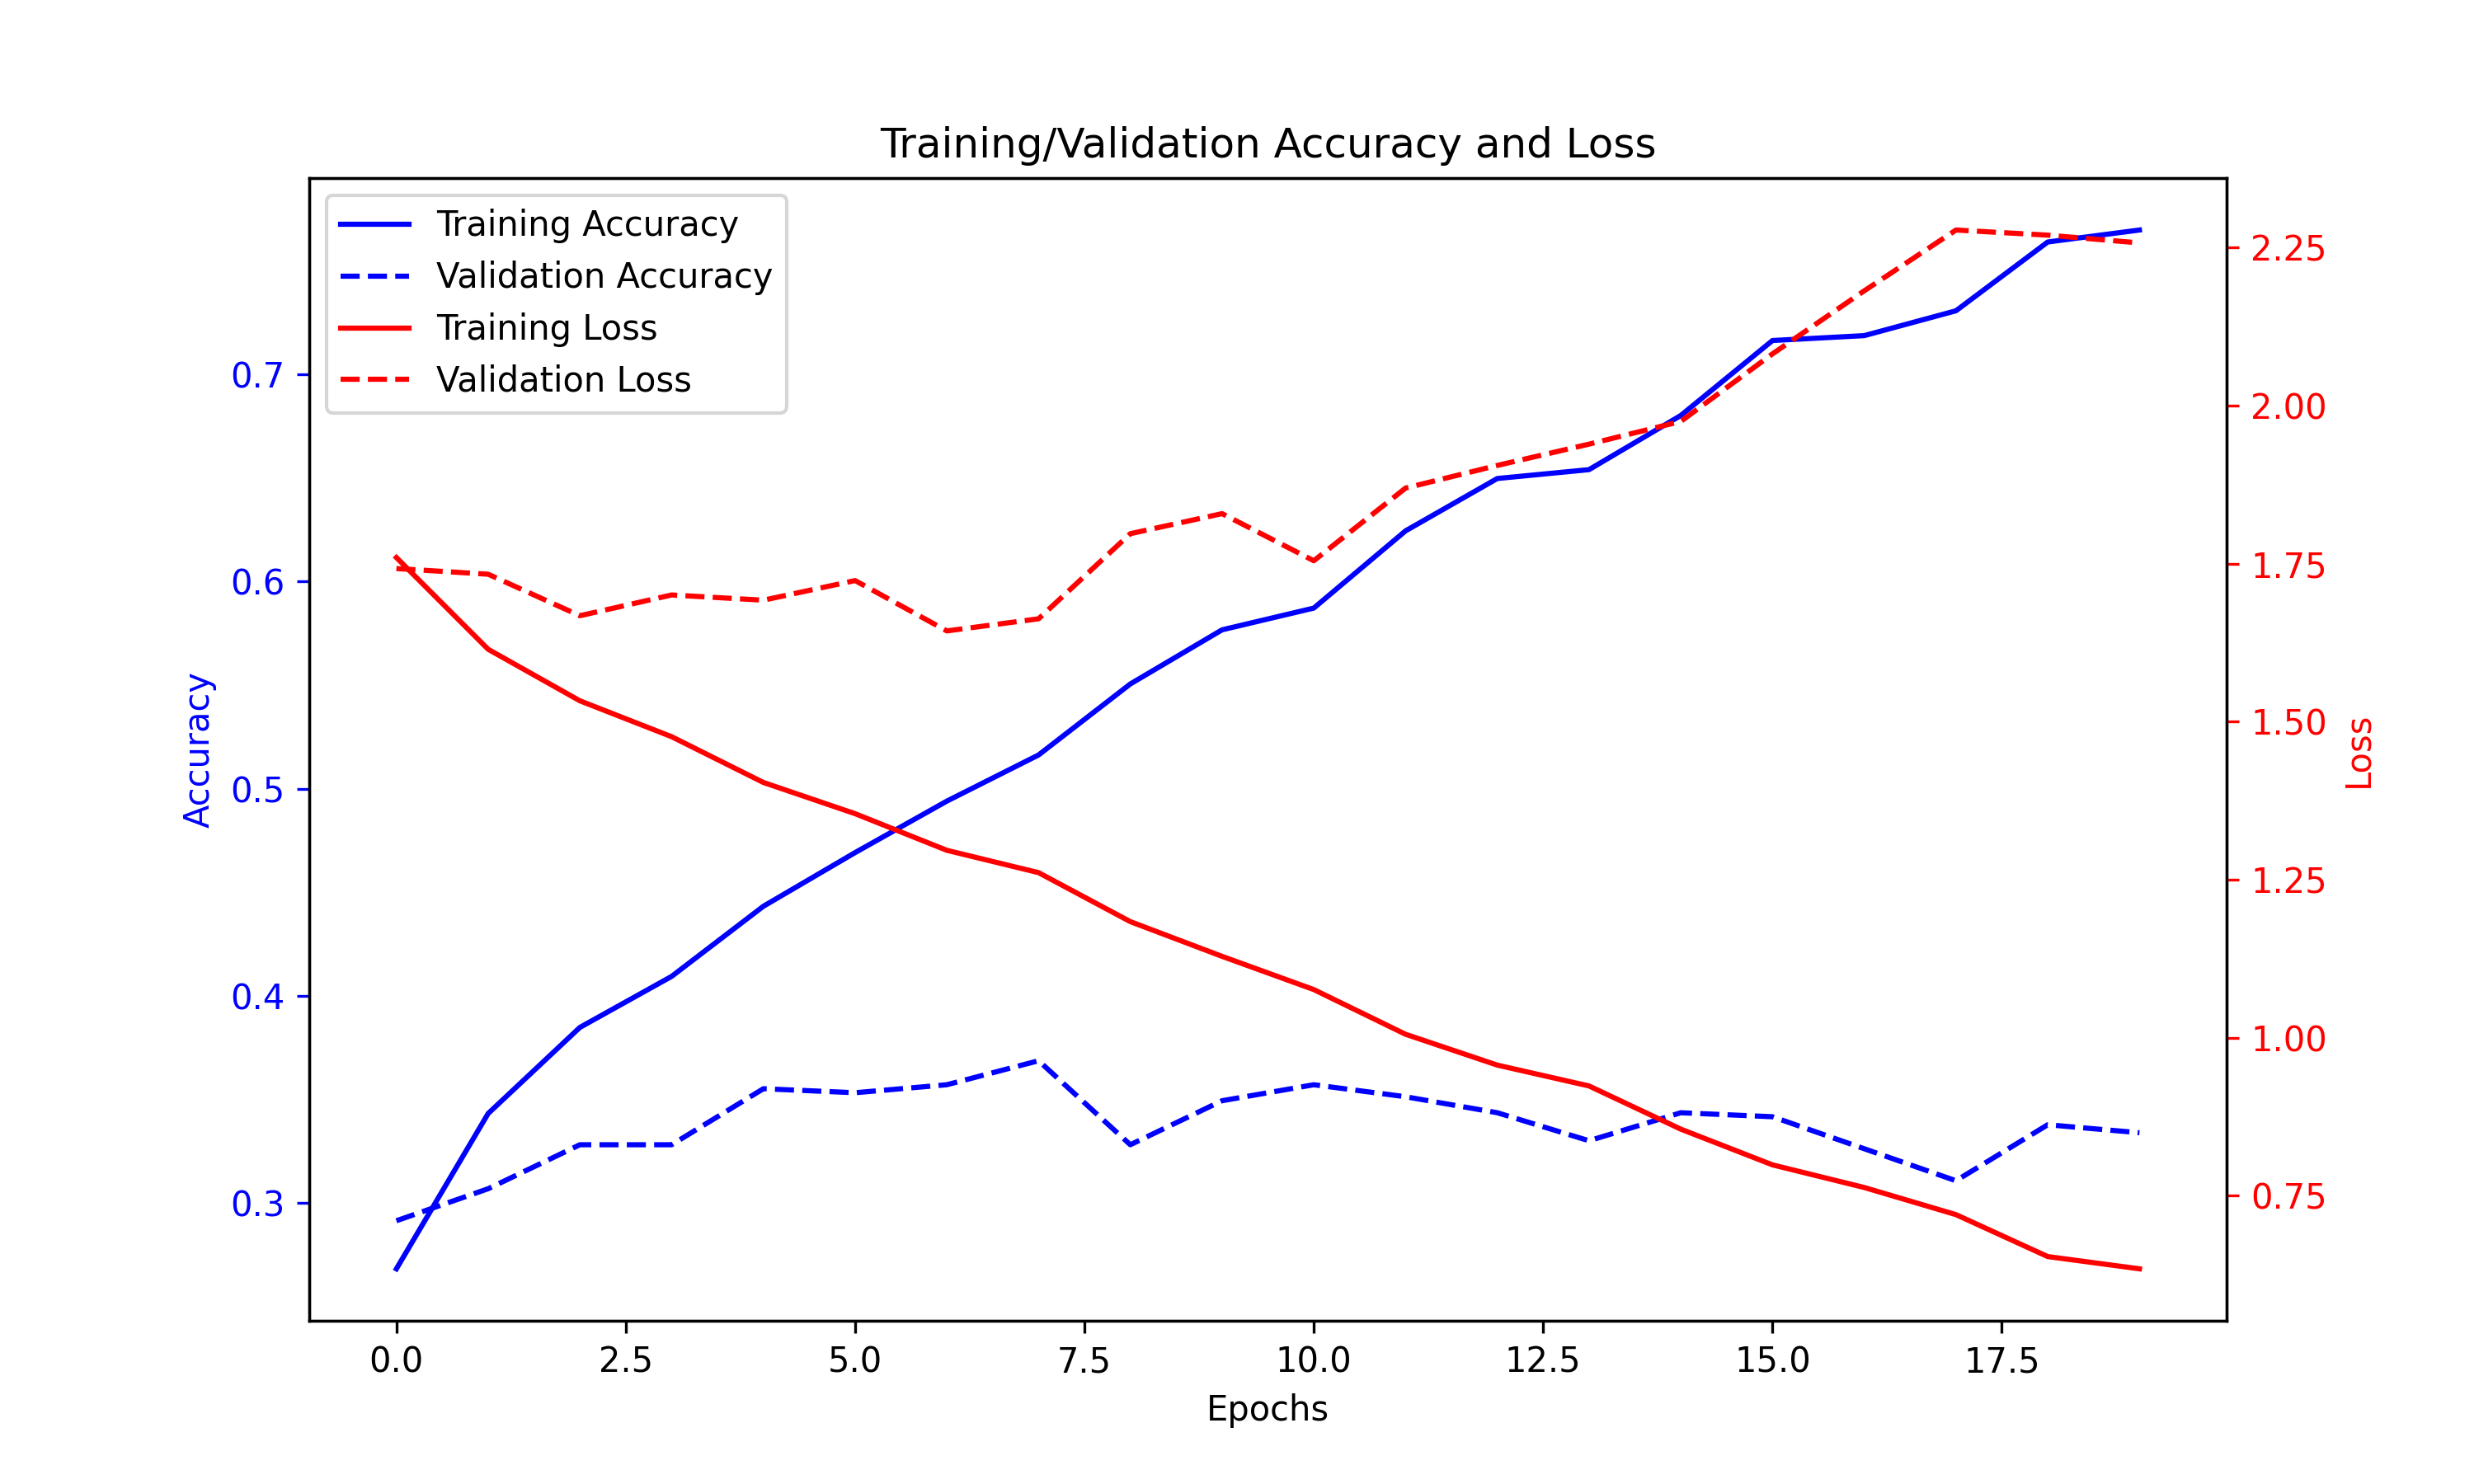 Training/Validation Accuracy and Loss
Training Accuracy
Validation Accuracy
Training Loss
Validation Loss
Accuracy
0.7
0.6
0.5
0.4
0.3
2.25
2.00
1.75
1.50
1.25
1.00
0.75
Loss
0.0 2.5 5.0 7.5 10.0 12.5 15.0 17.5
Epochs